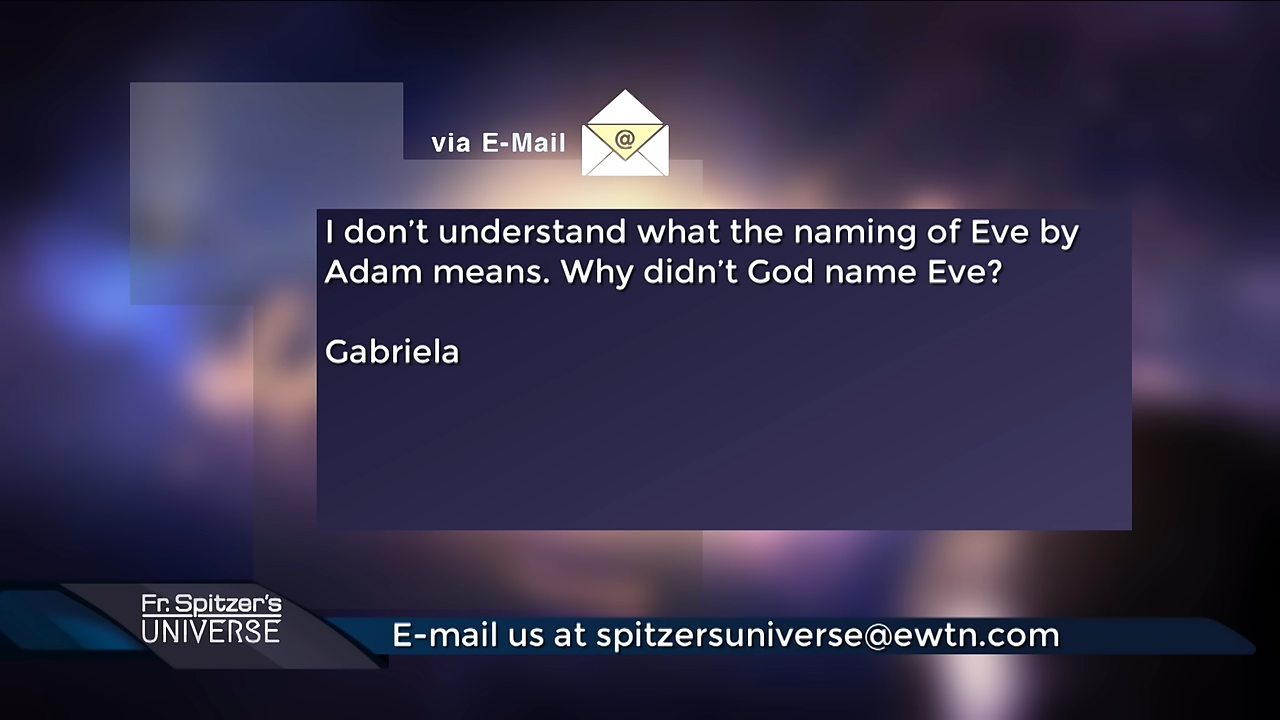 via E-Mail
@
I don’t understand what the naming of Eve by
Adam means. Why didn’t God name Eve?
Gabriela
Fr. Spitzer's
UNIVERSE
E-mail us at spitzersuniverse@ewtn.com